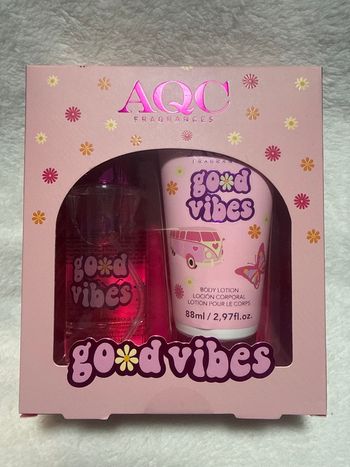 AQC
FRAGRANCES
good
vibes
good
vibes
BODY LOTION
LOCIÓN CORPORAL
LOTION POUR LE CORPS
88ml / 2,97fl.oz.
good vibes